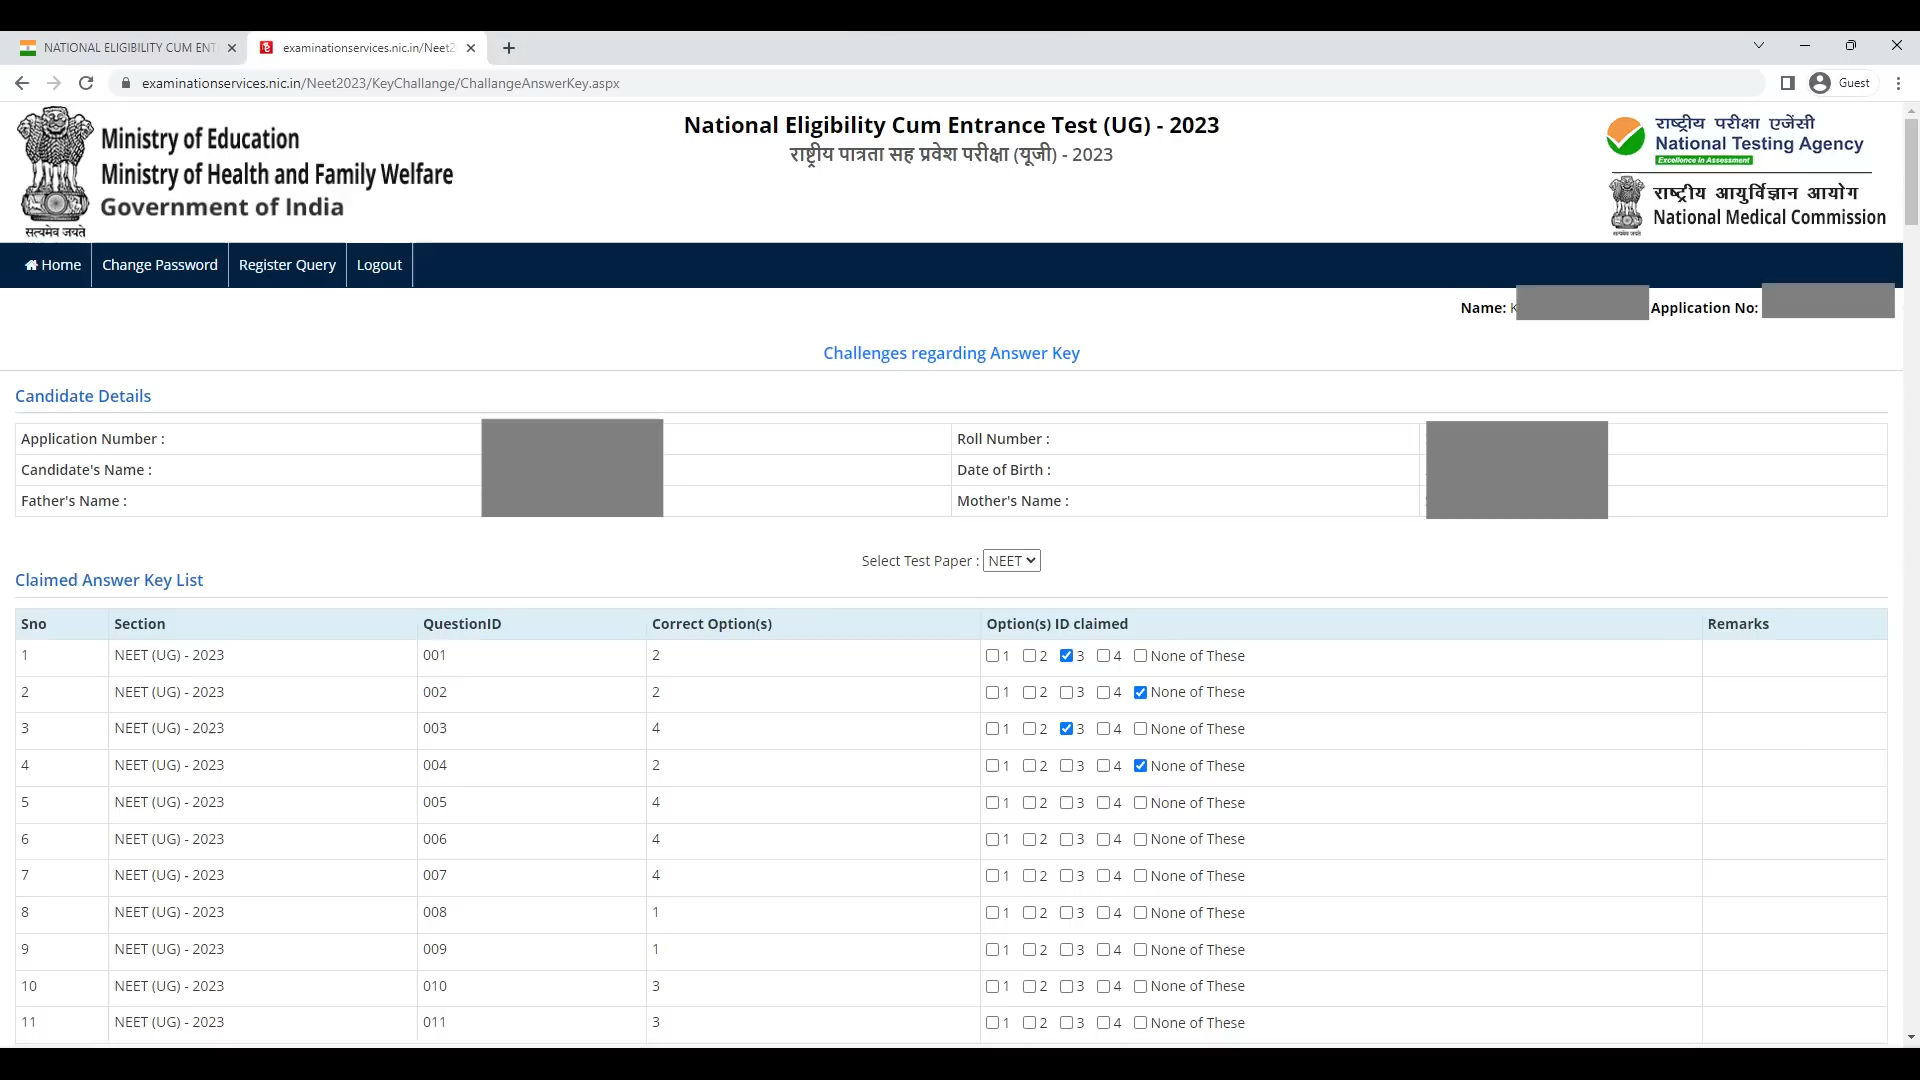 NATIONAL ELIGIBILITY CUM ENT
examinationservices.nic.in/Neet2
examinationservices.nic.in/Neet2023/KeyChallange/ChallangeAnswerKey.aspx
Guest
सत्यमेव जयते
Ministry of Education
Ministry of Health and Family Welfare
Government of India
National Eligibility Cum Entrance Test (UG) - 2023
राष्ट्रीय पात्रता सह प्रवेश परीक्षा (यूजी) - 2023
राष्ट्रीय परीक्षा एजेंसी
National Testing Agency
Excellence in Assessment
राष्ट्रीय आयुर्विज्ञान आयोग
National Medical Commission
सत्यमेव जयते
Home Change Password Register Query Logout
Name: K Application No:
Challenges regarding Answer Key
Candidate Details
Application Number : Roll Number :
Candidate's Name : Date of Birth :
Father's Name : Mother's Name :
Select Test Paper : NEET
Claimed Answer Key List
Sno Section QuestionID Correct Option(s) Option(s) ID claimed Remarks
1 NEET (UG) - 2023 001 2 1 2 3 4 None of These
2 NEET (UG) - 2023 002 2 1 2 3 4 None of These
3 NEET (UG) - 2023 003 4 1 2 3 4 None of These
4 NEET (UG) - 2023 004 2 1 2 3 4 None of These
5 NEET (UG) - 2023 005 4 1 2 3 4 None of These
6 NEET (UG) - 2023 006 4 1 2 3 4 None of These
7 NEET (UG) - 2023 007 4 1 2 3 4 None of These
8 NEET (UG) - 2023 008 1 1 2 3 4 None of These
9 NEET (UG) - 2023 009 1 1 2 3 4 None of These
10 NEET (UG) - 2023 010 3 1 2 3 4 None of These
11 NEET (UG) - 2023 011 3 1 2 3 4 None of These